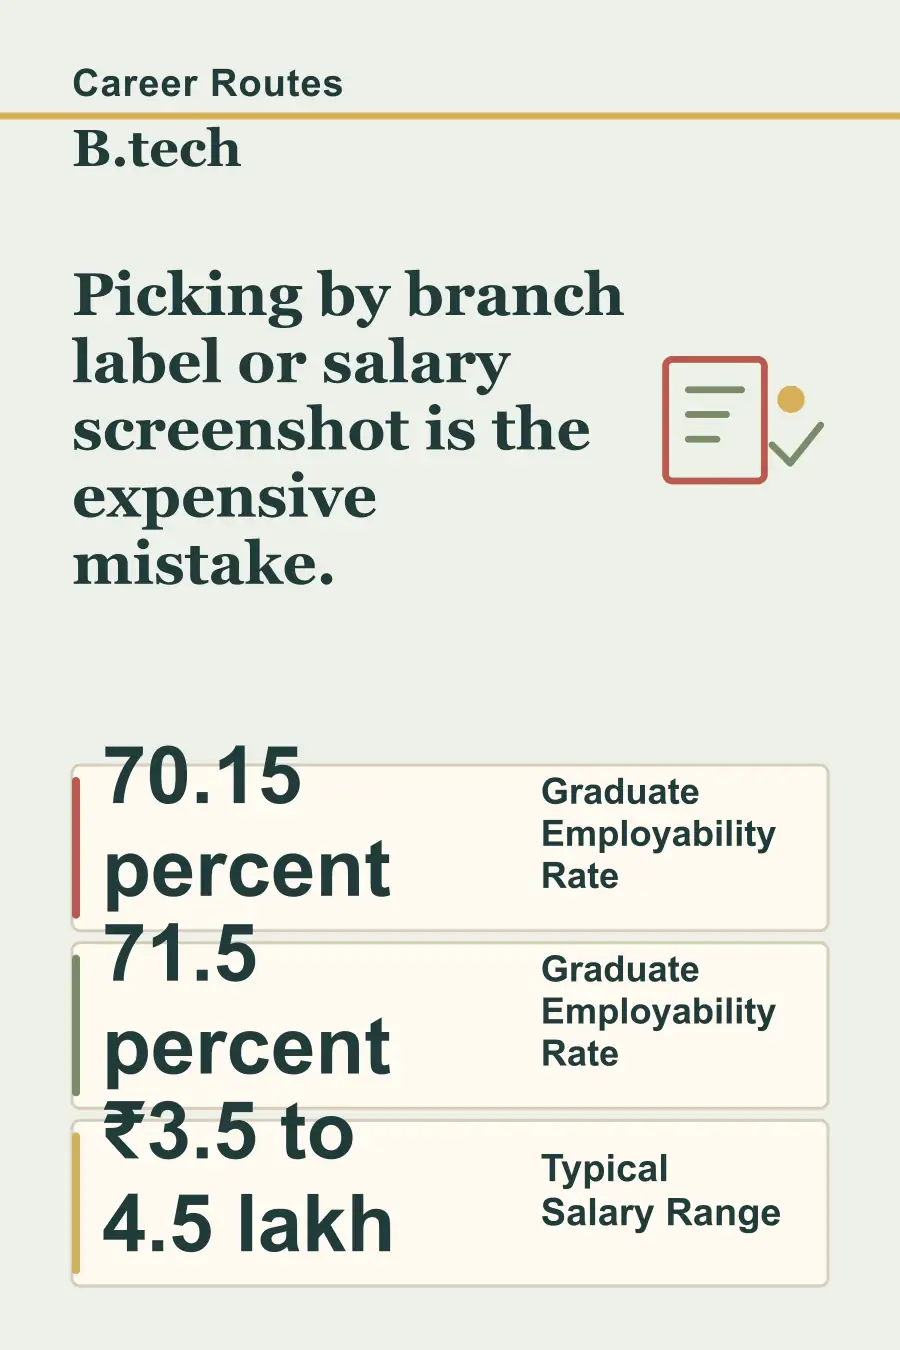 Career Routes
B.tech
Picking by branch
label or salary
screenshot is the
expensive
mistake.
70.15
percent
Graduate
Employability
Rate
71.5
percent
Graduate
Employability
Rate
₹3.5 to
4.5 lakh
Typical
Salary Range